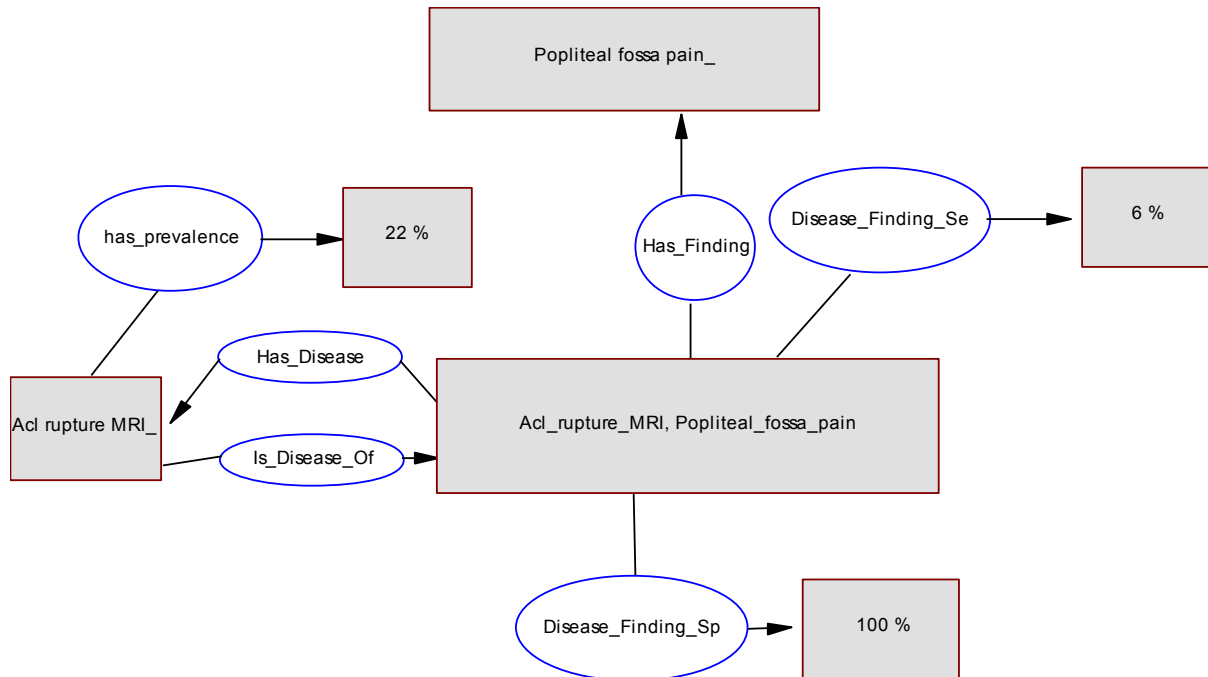 Popliteal fossa pain_
has_prevalence
22 %
Has_Finding
Disease_Finding_Se
6 %
Has_Disease
Acl rupture MRI_
Acl_rupture_MRI, Popliteal_fossa_pain
Is_Disease_Of
Disease_Finding_Sp
100 %